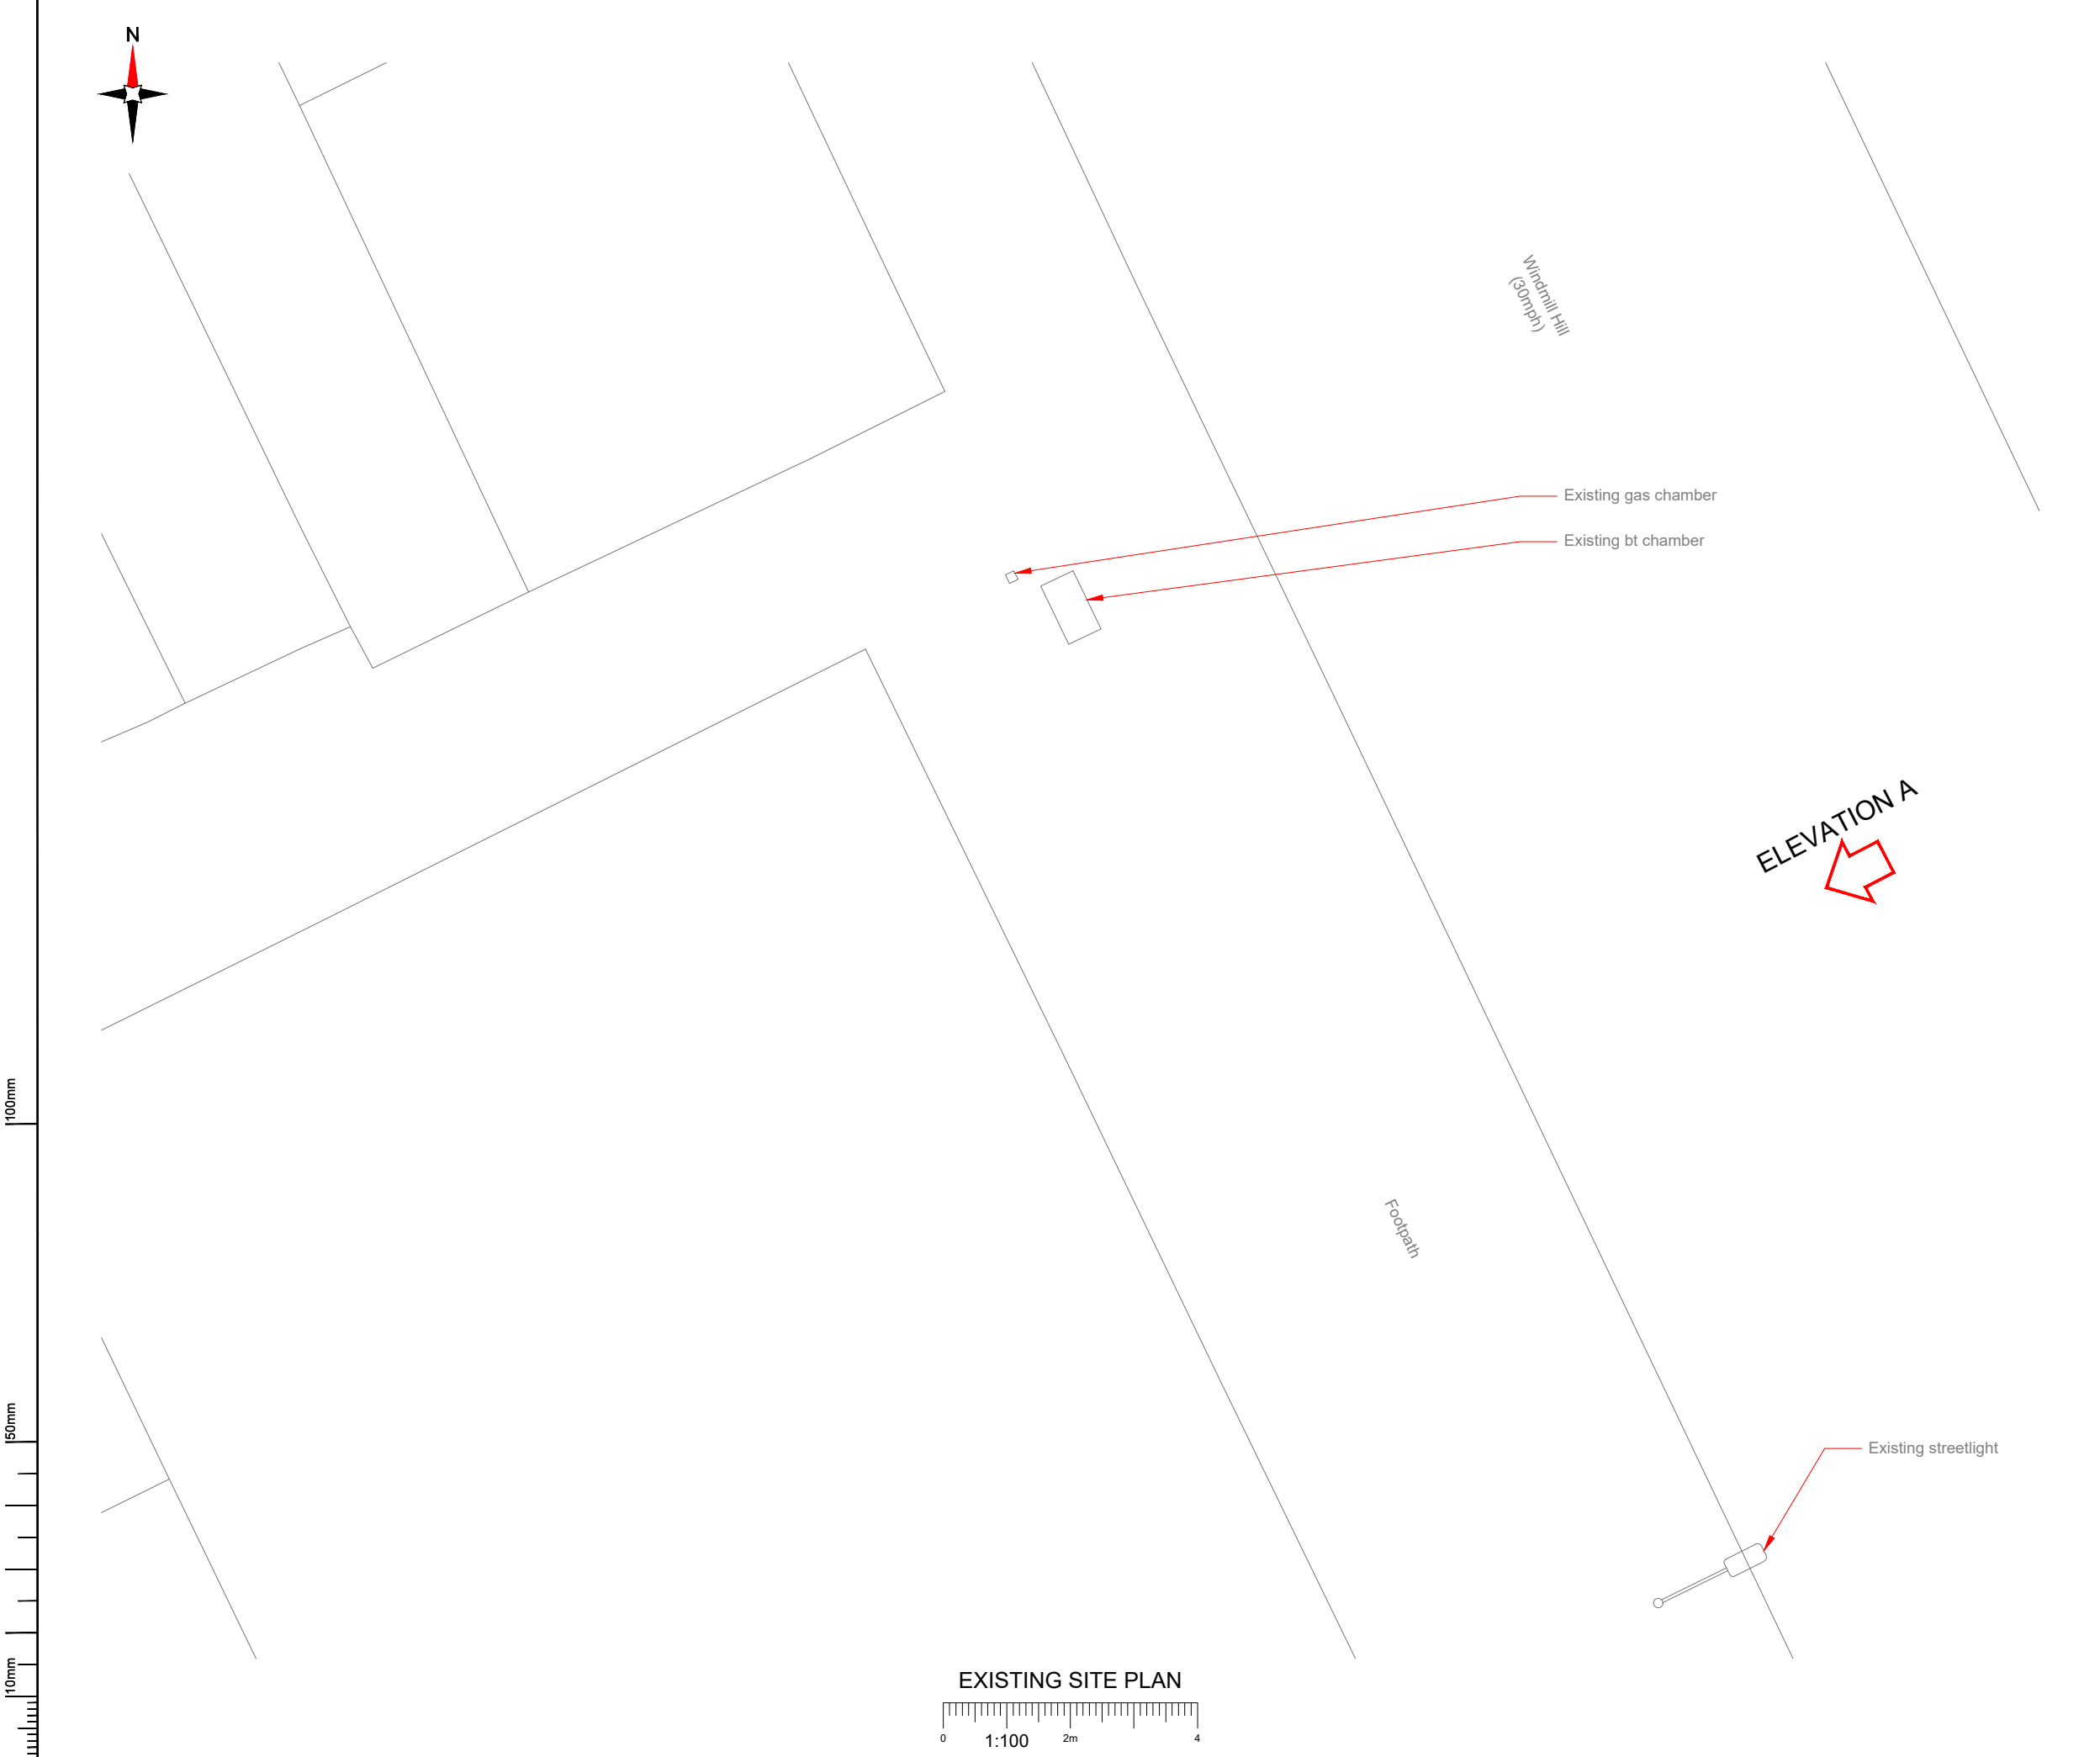 N
Windmill Hill
(30mph)
Existing gas chamber
Existing bt chamber
ELEVATION A
100mm
Footpath
50mm
Existing streetlight
10mm
EXISTING SITE PLAN
0 1:100 2m 4